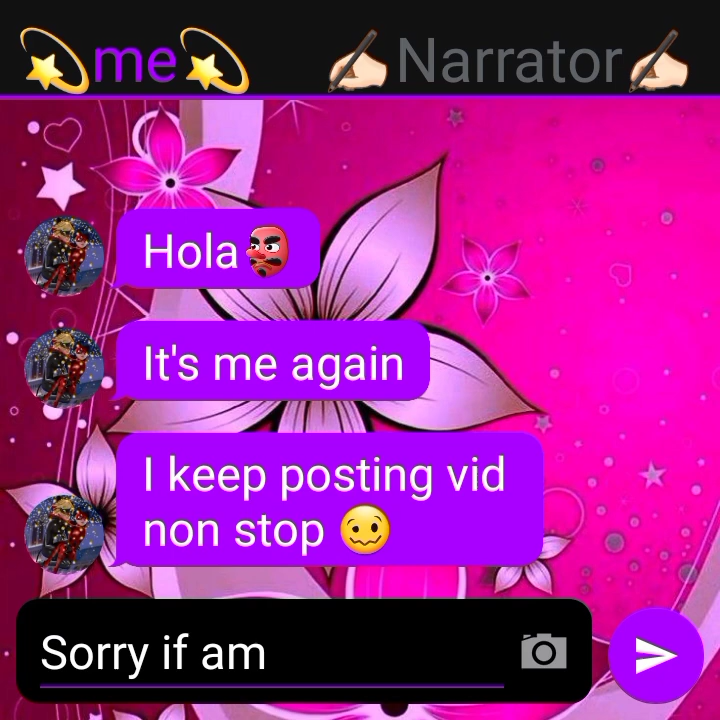 💫me💫 ✍🏻Narrator✍🏻
Hola👺
It's me again
I keep posting vid
non stop 🥴
Sorry if am